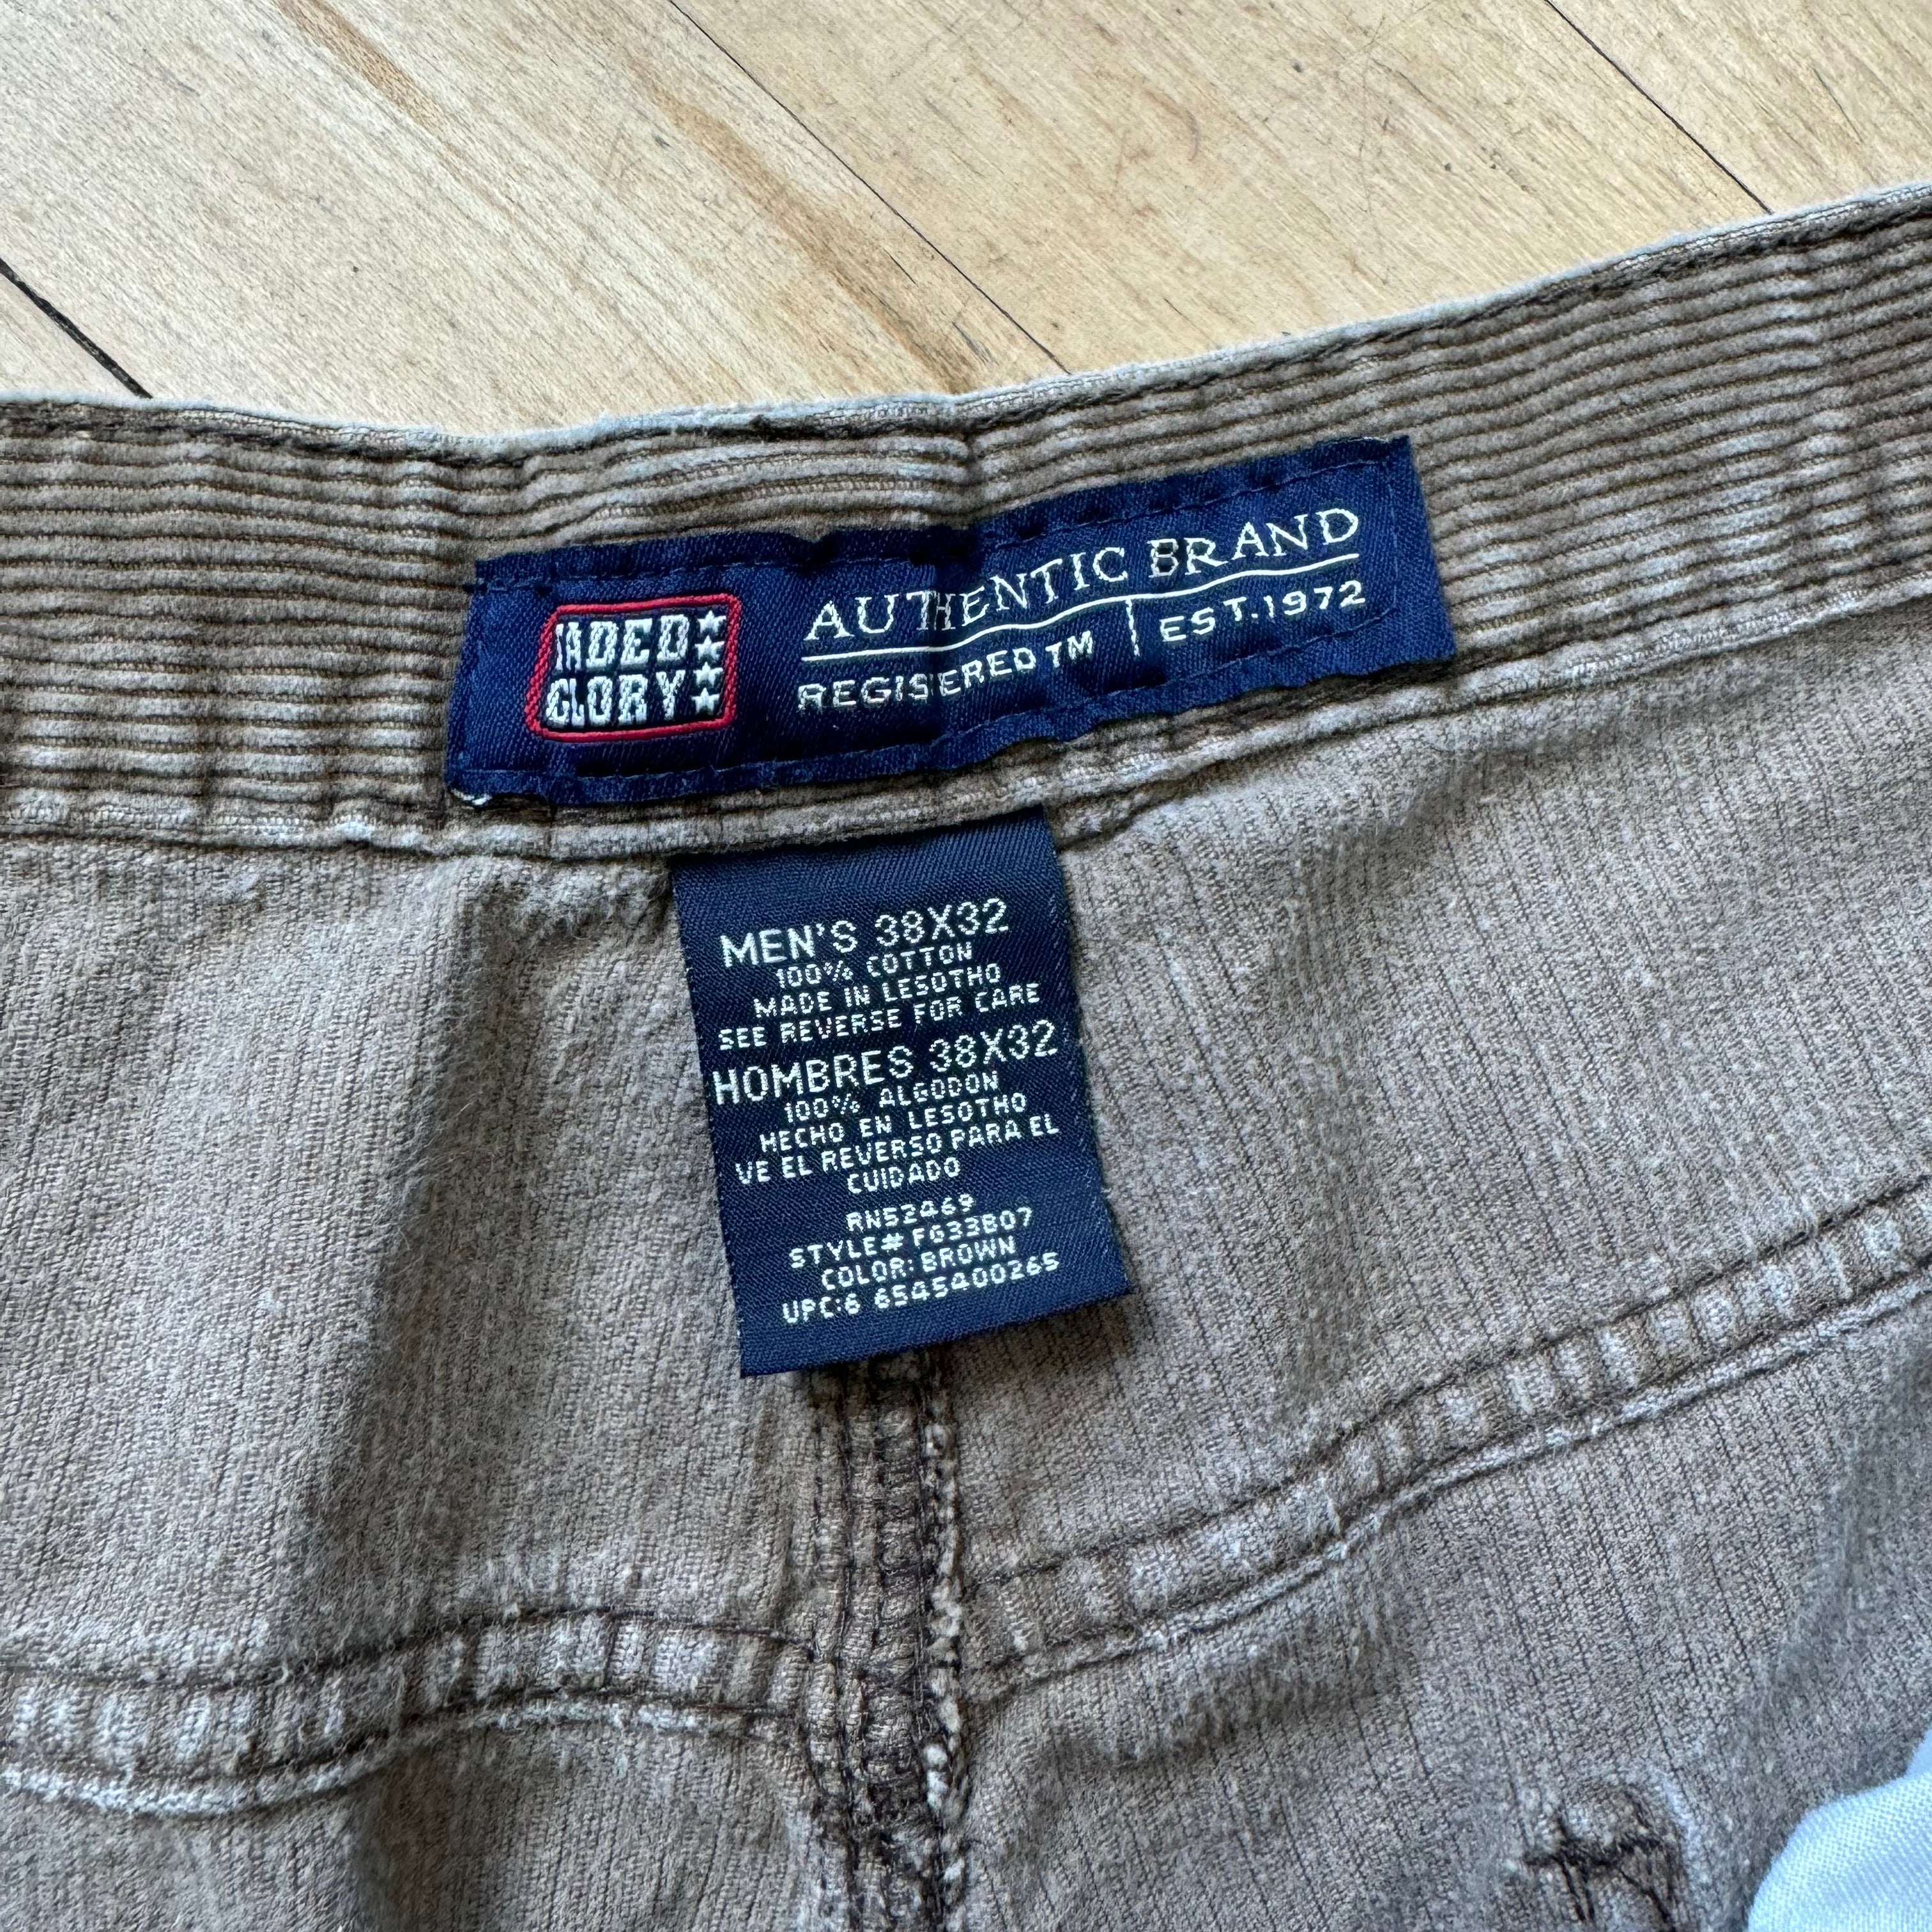 FADED
GLORY
AUTHENTIC BRAND
REGISTERED TM | EST.1972
MEN'S 38X32
100% COTTON
MADE IN LESOTHO
SEE REVERSE FOR CARE
HOMBRES 38X32
100% ALGODON
HECHO EN LESOTHO
VE EL REVERSO PARA EL
CUIDADO
RN52469
STYLE# FG33B07
COLOR: BROWN
UPC:6 6545400265